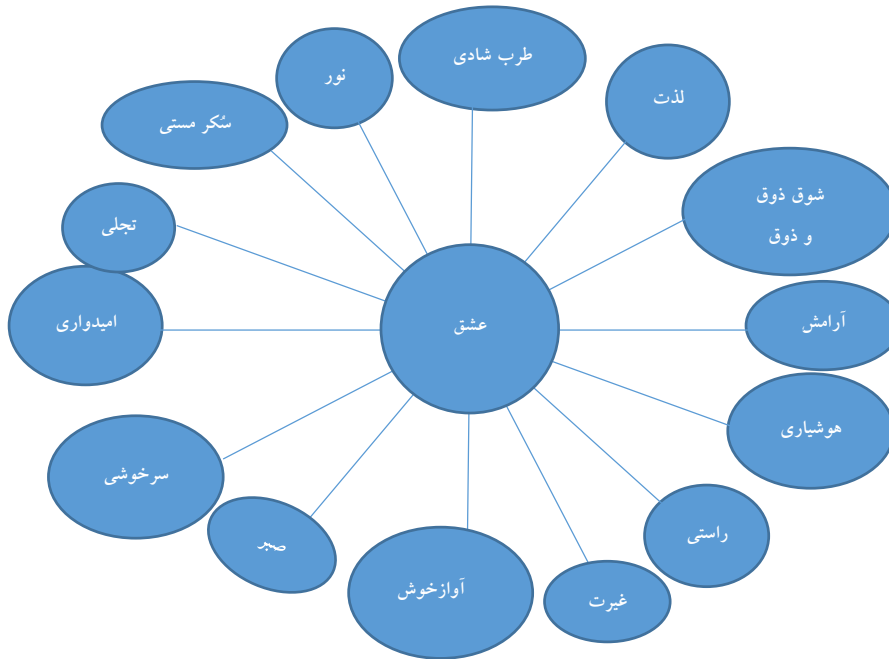 طرب شادی
نور
لذت
سُکر مستی
شوق ذوق
و ذوق
تجلی
امیدواری
عشق
آرامش
هوشیاری
سرخوشی
راستی
صبر
آوازخوش
غیرت